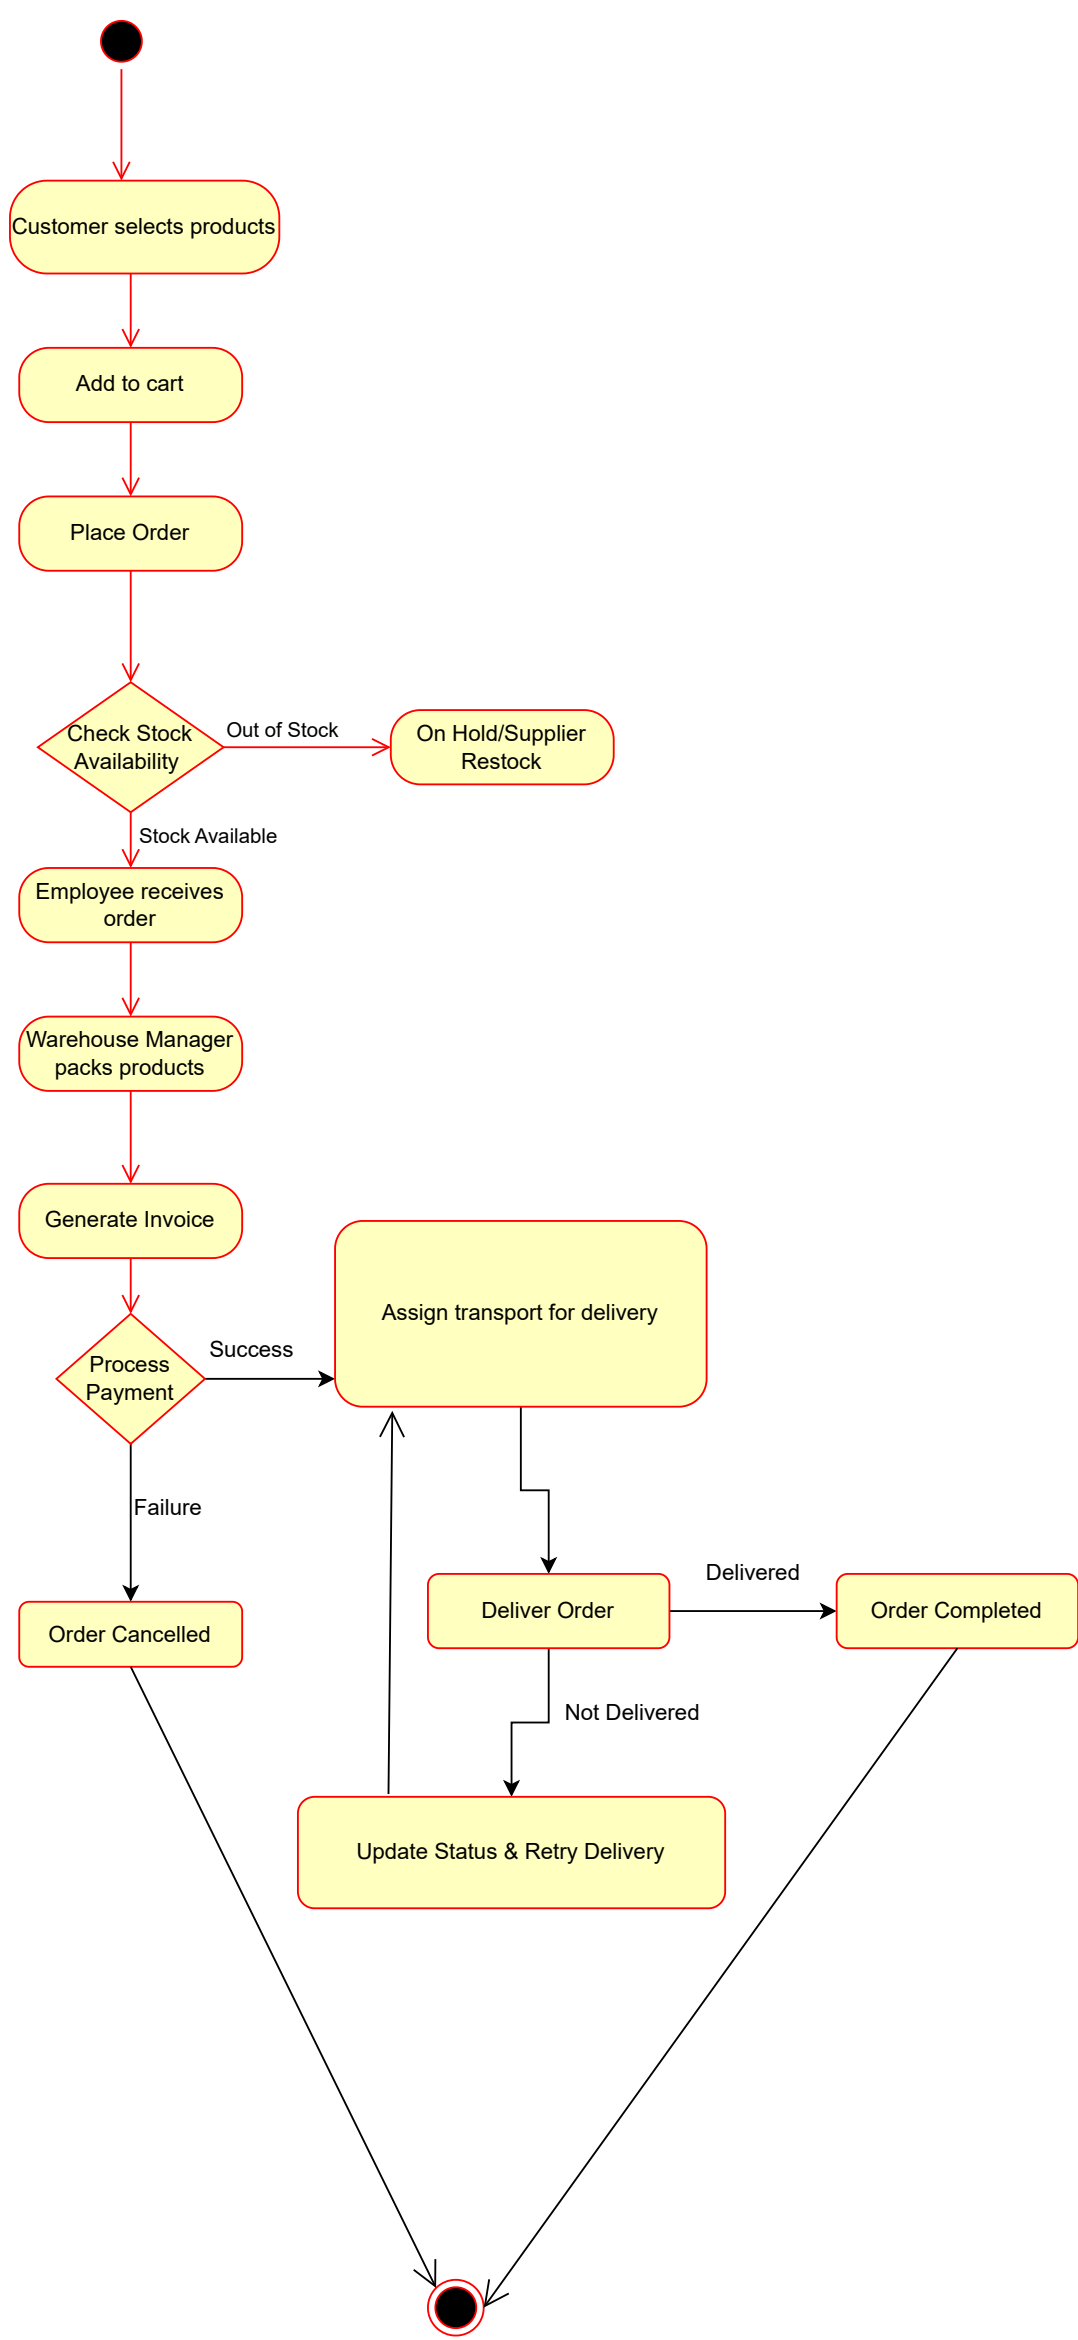 Customer selects products
Add to cart
Place Order
Check Stock
Availability
Out of Stock
On Hold/Supplier
Restock
Stock Available
Employee receives
order
Warehouse Manager
packs products
Generate Invoice
Assign transport for delivery
Process
Payment
Success
Failure
Deliver Order
Delivered
Order Completed
Order Cancelled
Not Delivered
Update Status & Retry Delivery